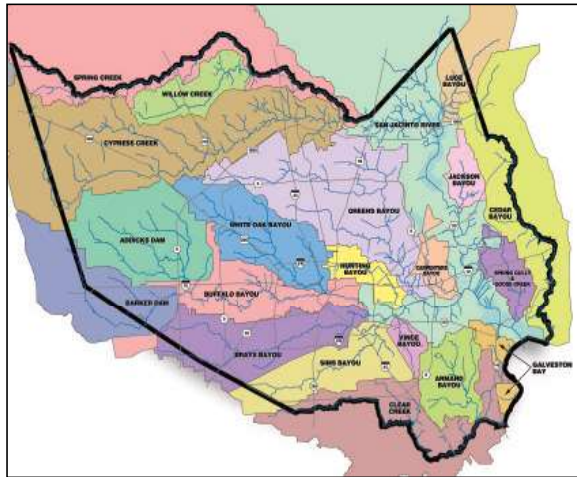 SPRING CREEK
WILLOW CREEK
LUCE BAYOU
CYPRESS CREEK
SAN JACINTO RIVER
JACKSON
BAYOU
CEDAR
BAYOU
GREENS BAYOU
WHITE OAK BAYOU
ADDICKS DAM
HUNTING
BAYOU
CARPENTERS
BAYOU
SPRING GULLY
&
GOOSE CREEK
BARKER DAM
BUFFALO BAYOU
BRAYS BAYOU
VINCE
BAYOU
SIMS BAYOU
ARMAND
BAYOU
GALVESTON
BAY
CLEAR
CREEK